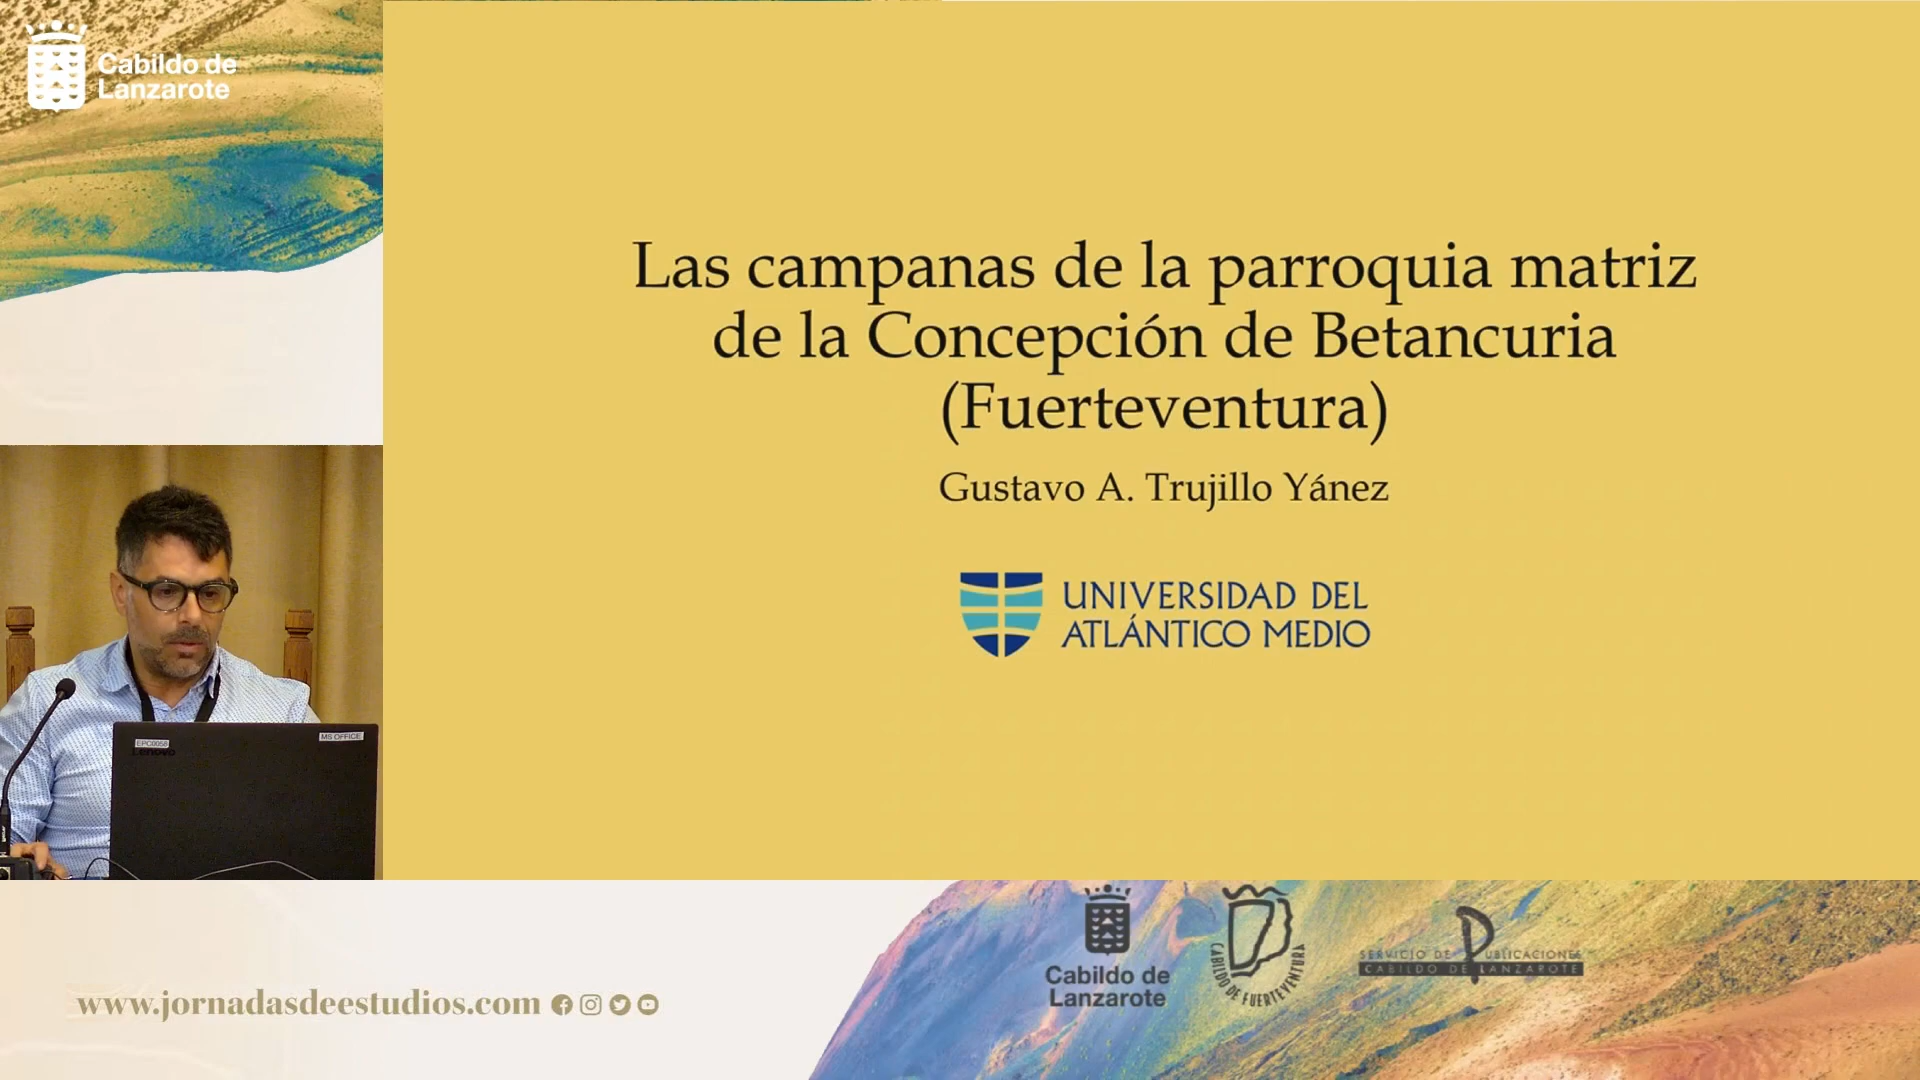 Cabildo de
Lanzarote
Las campanas de la parroquia matriz
de la Concepción de Betancuria
(Fuerteventura)
Gustavo A. Trujillo Yánez
UNIVERSIDAD DEL
ATLÁNTICO MEDIO
EPC0058
Lenovo
MS OFFICE
www.jornadasdeestudios.com
Cabildo de
Lanzarote
CABILDO DE FUERTEVENTURA
SERVICIO DE PUBLICACIONES
CABILDO DE LANZAROTE